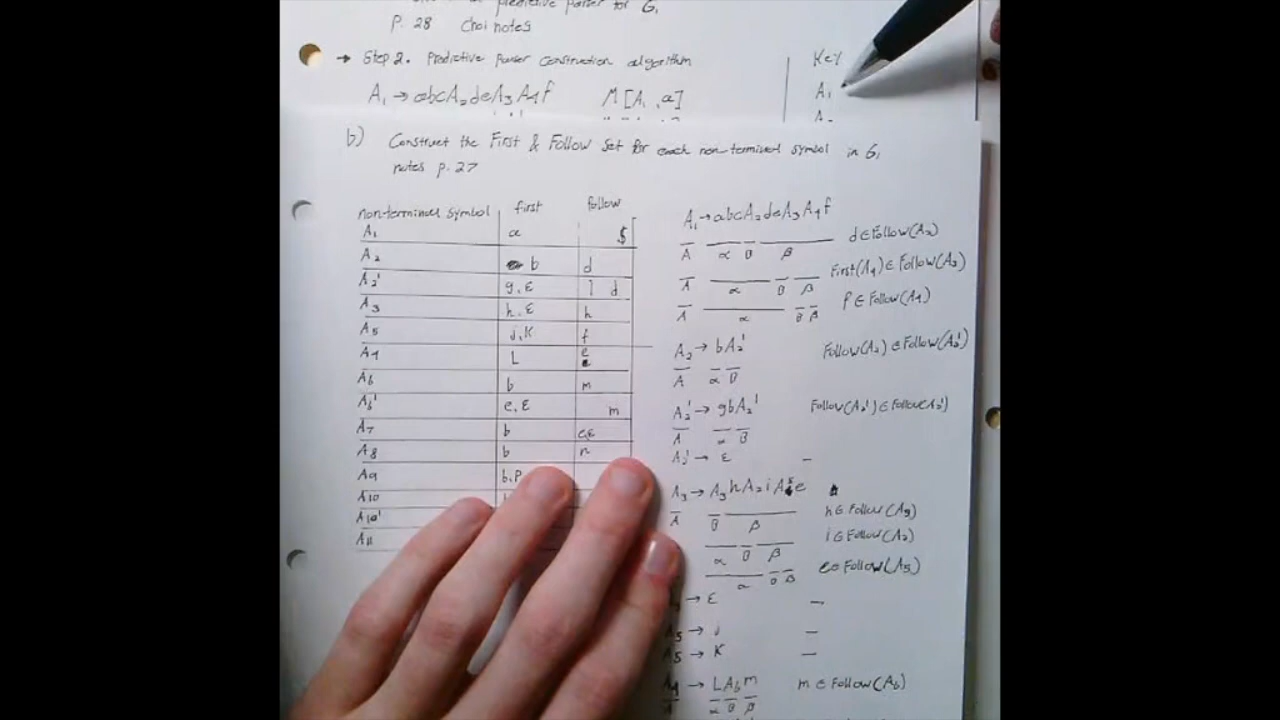 predictive parser for G,
P. 28 Choi notes
→ Step 2. Predictive Parser Construction algorithm
Key
A₁ → abcA₂deA₃A₄f M[A₁,a]
A₁
b) Construct the First & Follow Set for each non-terminal symbol in G,
notes p. 27
non-terminal symbol first follow
A₁ a $
A₂ b d
A₂' g,ε d
A₃ h,ε h
A₅ j,K f
A₄ L e
A₆ b m
A₆' e,ε m
A₇ b e,ε
A₈ b n
A₉ b,P
A₁₀
A₁₀'
A₁₁
A₁→abcA₂deA₃A₄f
A α B β d∈Follow(A₂)
A α B β First(A₄)∈Follow(A₃)
A α B β f∈Follow(A₄)
A₂→ bA₂' Follow(A₂)∈Follow(A₂')
A α B
A₂'→ gbA₂' Follow(A₂')∈Follow(A₂')
A α B
A₂'→ ε –
A₃→ A₃hA₂iA₅e
A B β h∈Follow(A₃)
α B β i∈Follow(A₂)
α B β e∈Follow(A₅)
→ ε –
A₅→ j –
A₅→ K –
A₄→ LA₆m m∈Follow(A₆)
A α B β